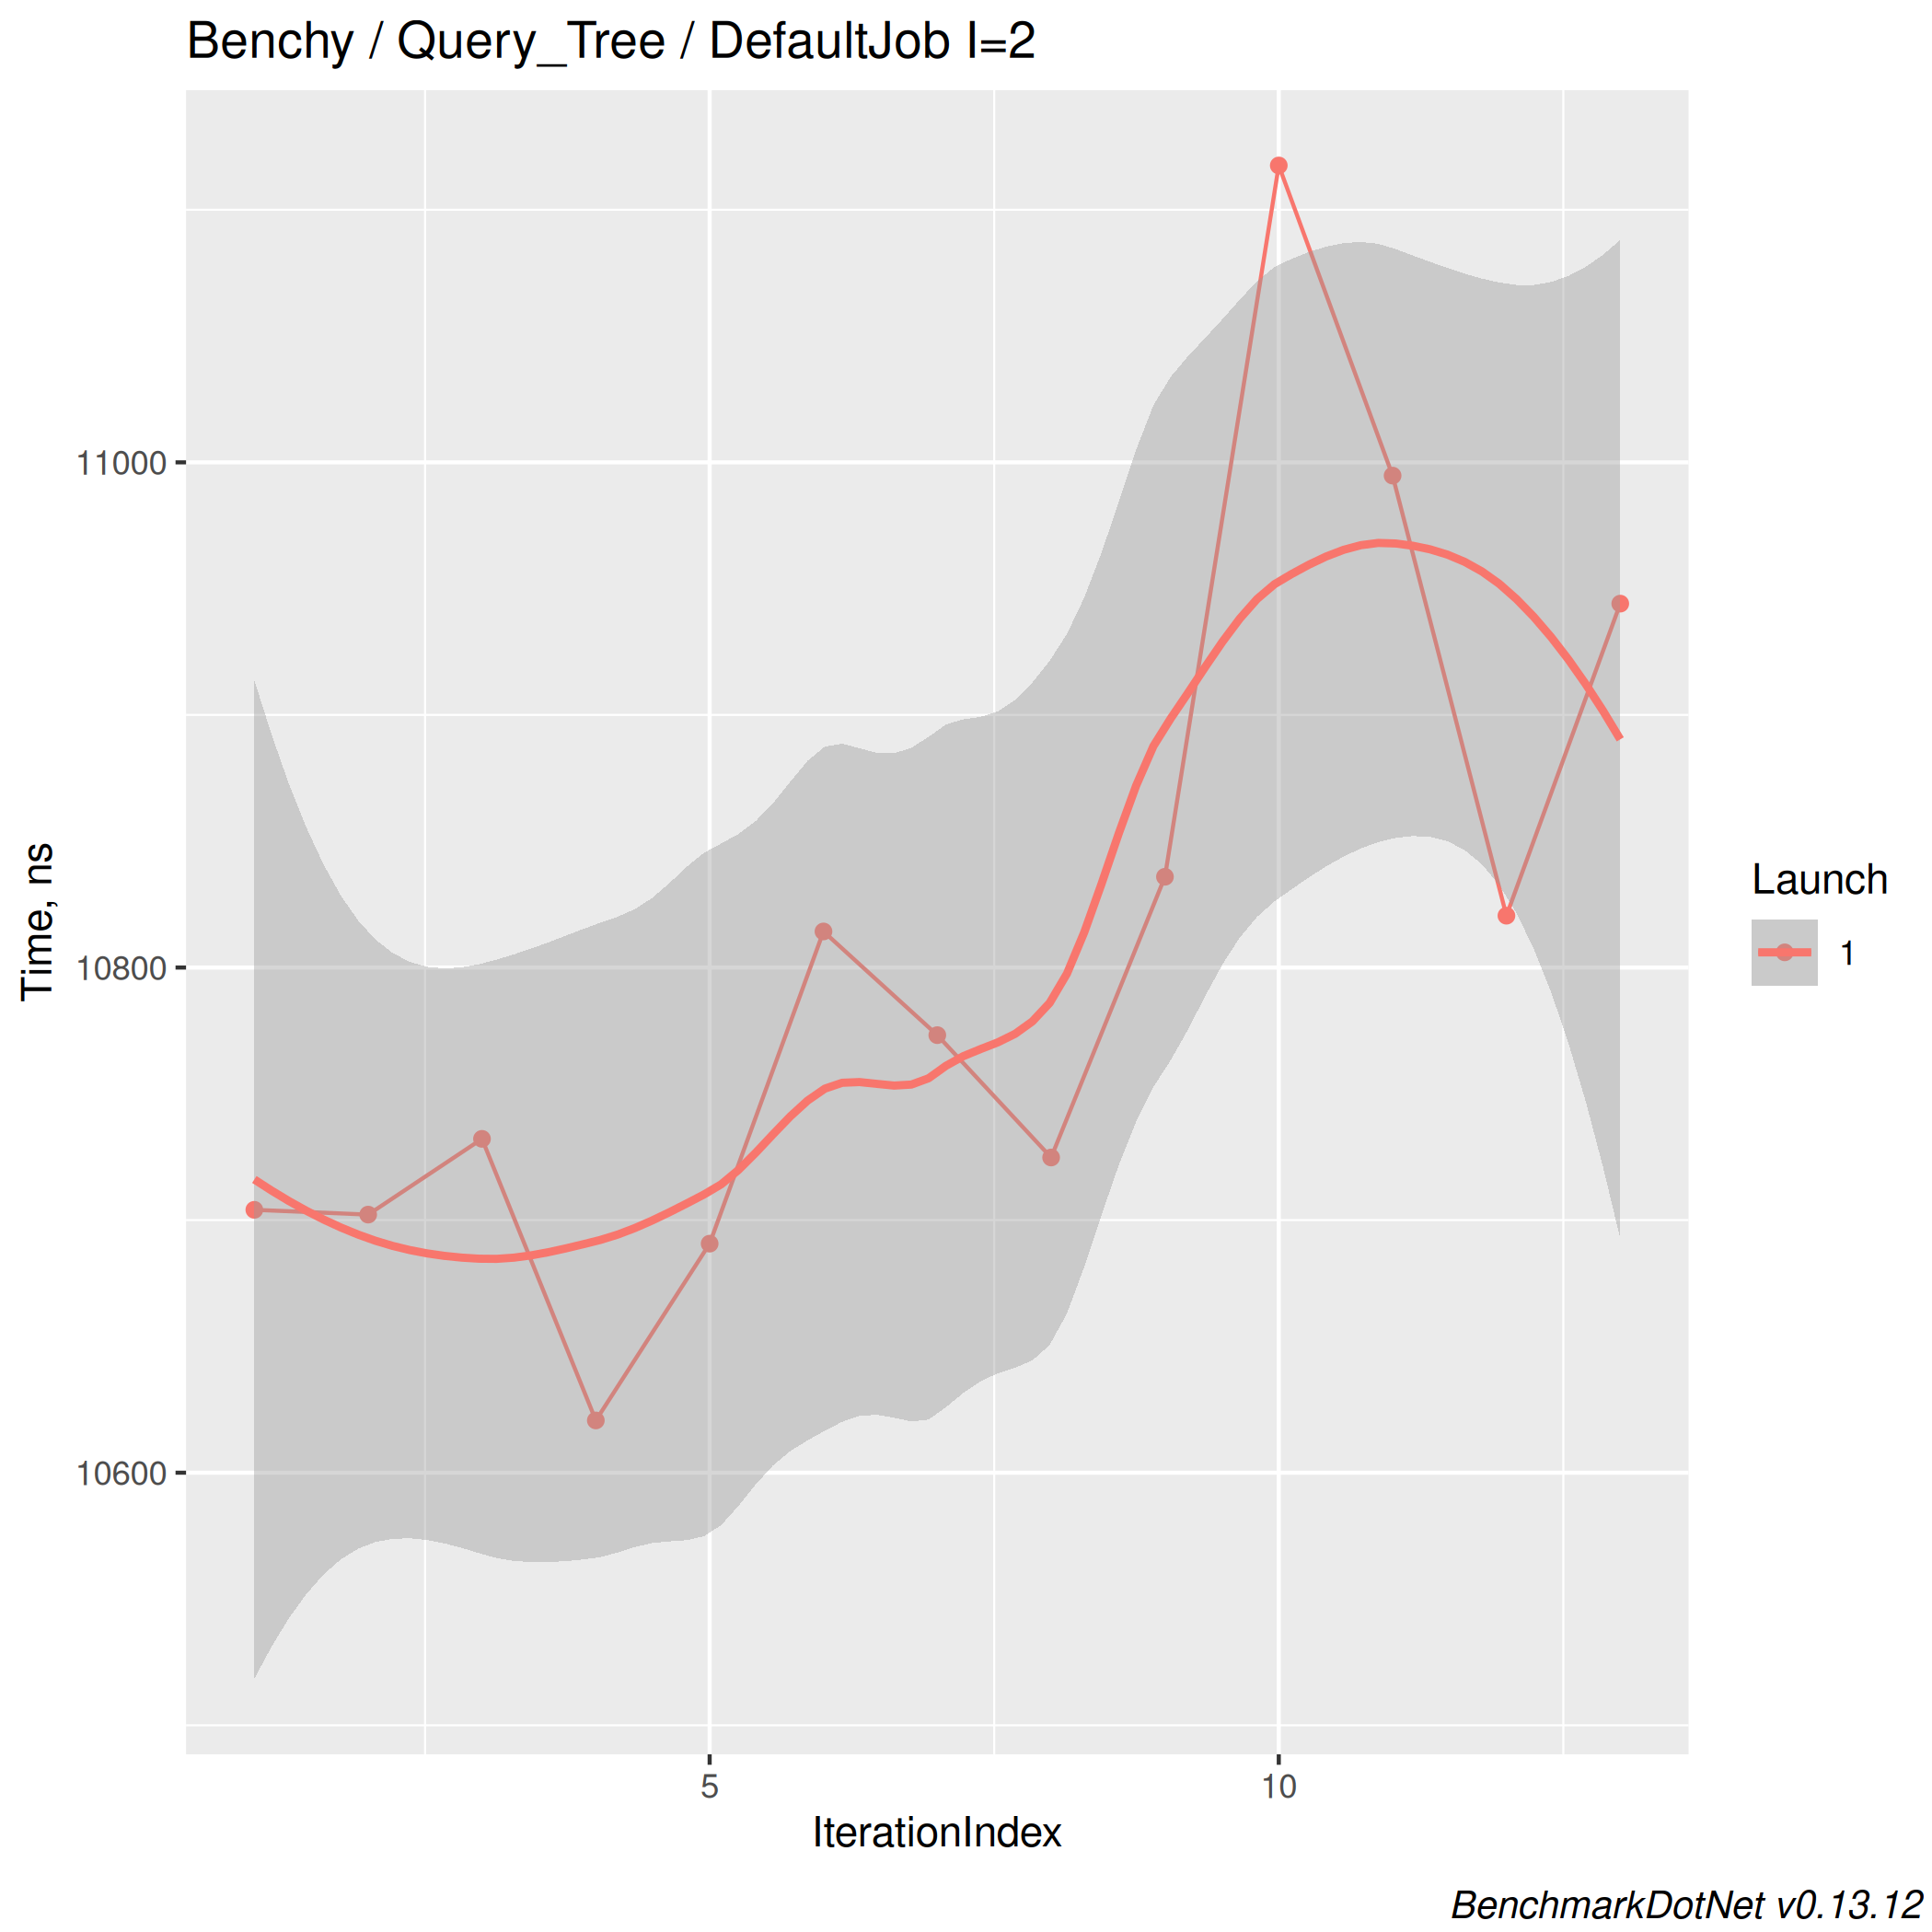 Benchy / Query_Tree / DefaultJob I=2
Time, ns
11000
10800
10600
5
10
IterationIndex
Launch
1
BenchmarkDotNet v0.13.12